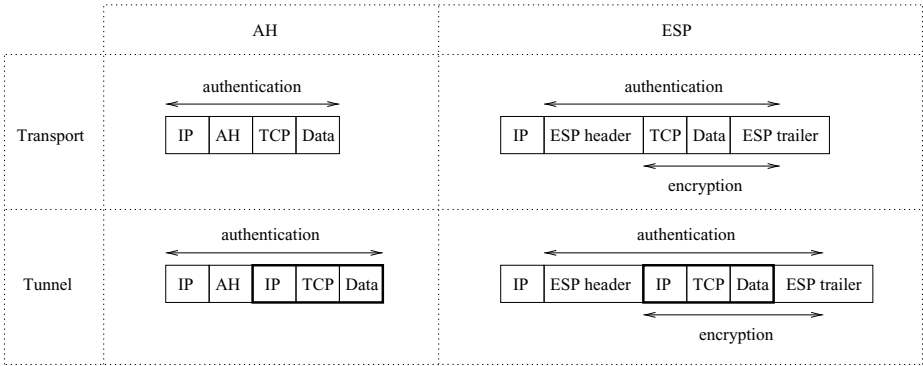 AH ESP
authentication authentication
Transport IP AH TCP Data IP ESP header TCP Data ESP trailer
encryption
authentication authentication
Tunnel IP AH IP TCP Data IP ESP header IP TCP Data ESP trailer
encryption